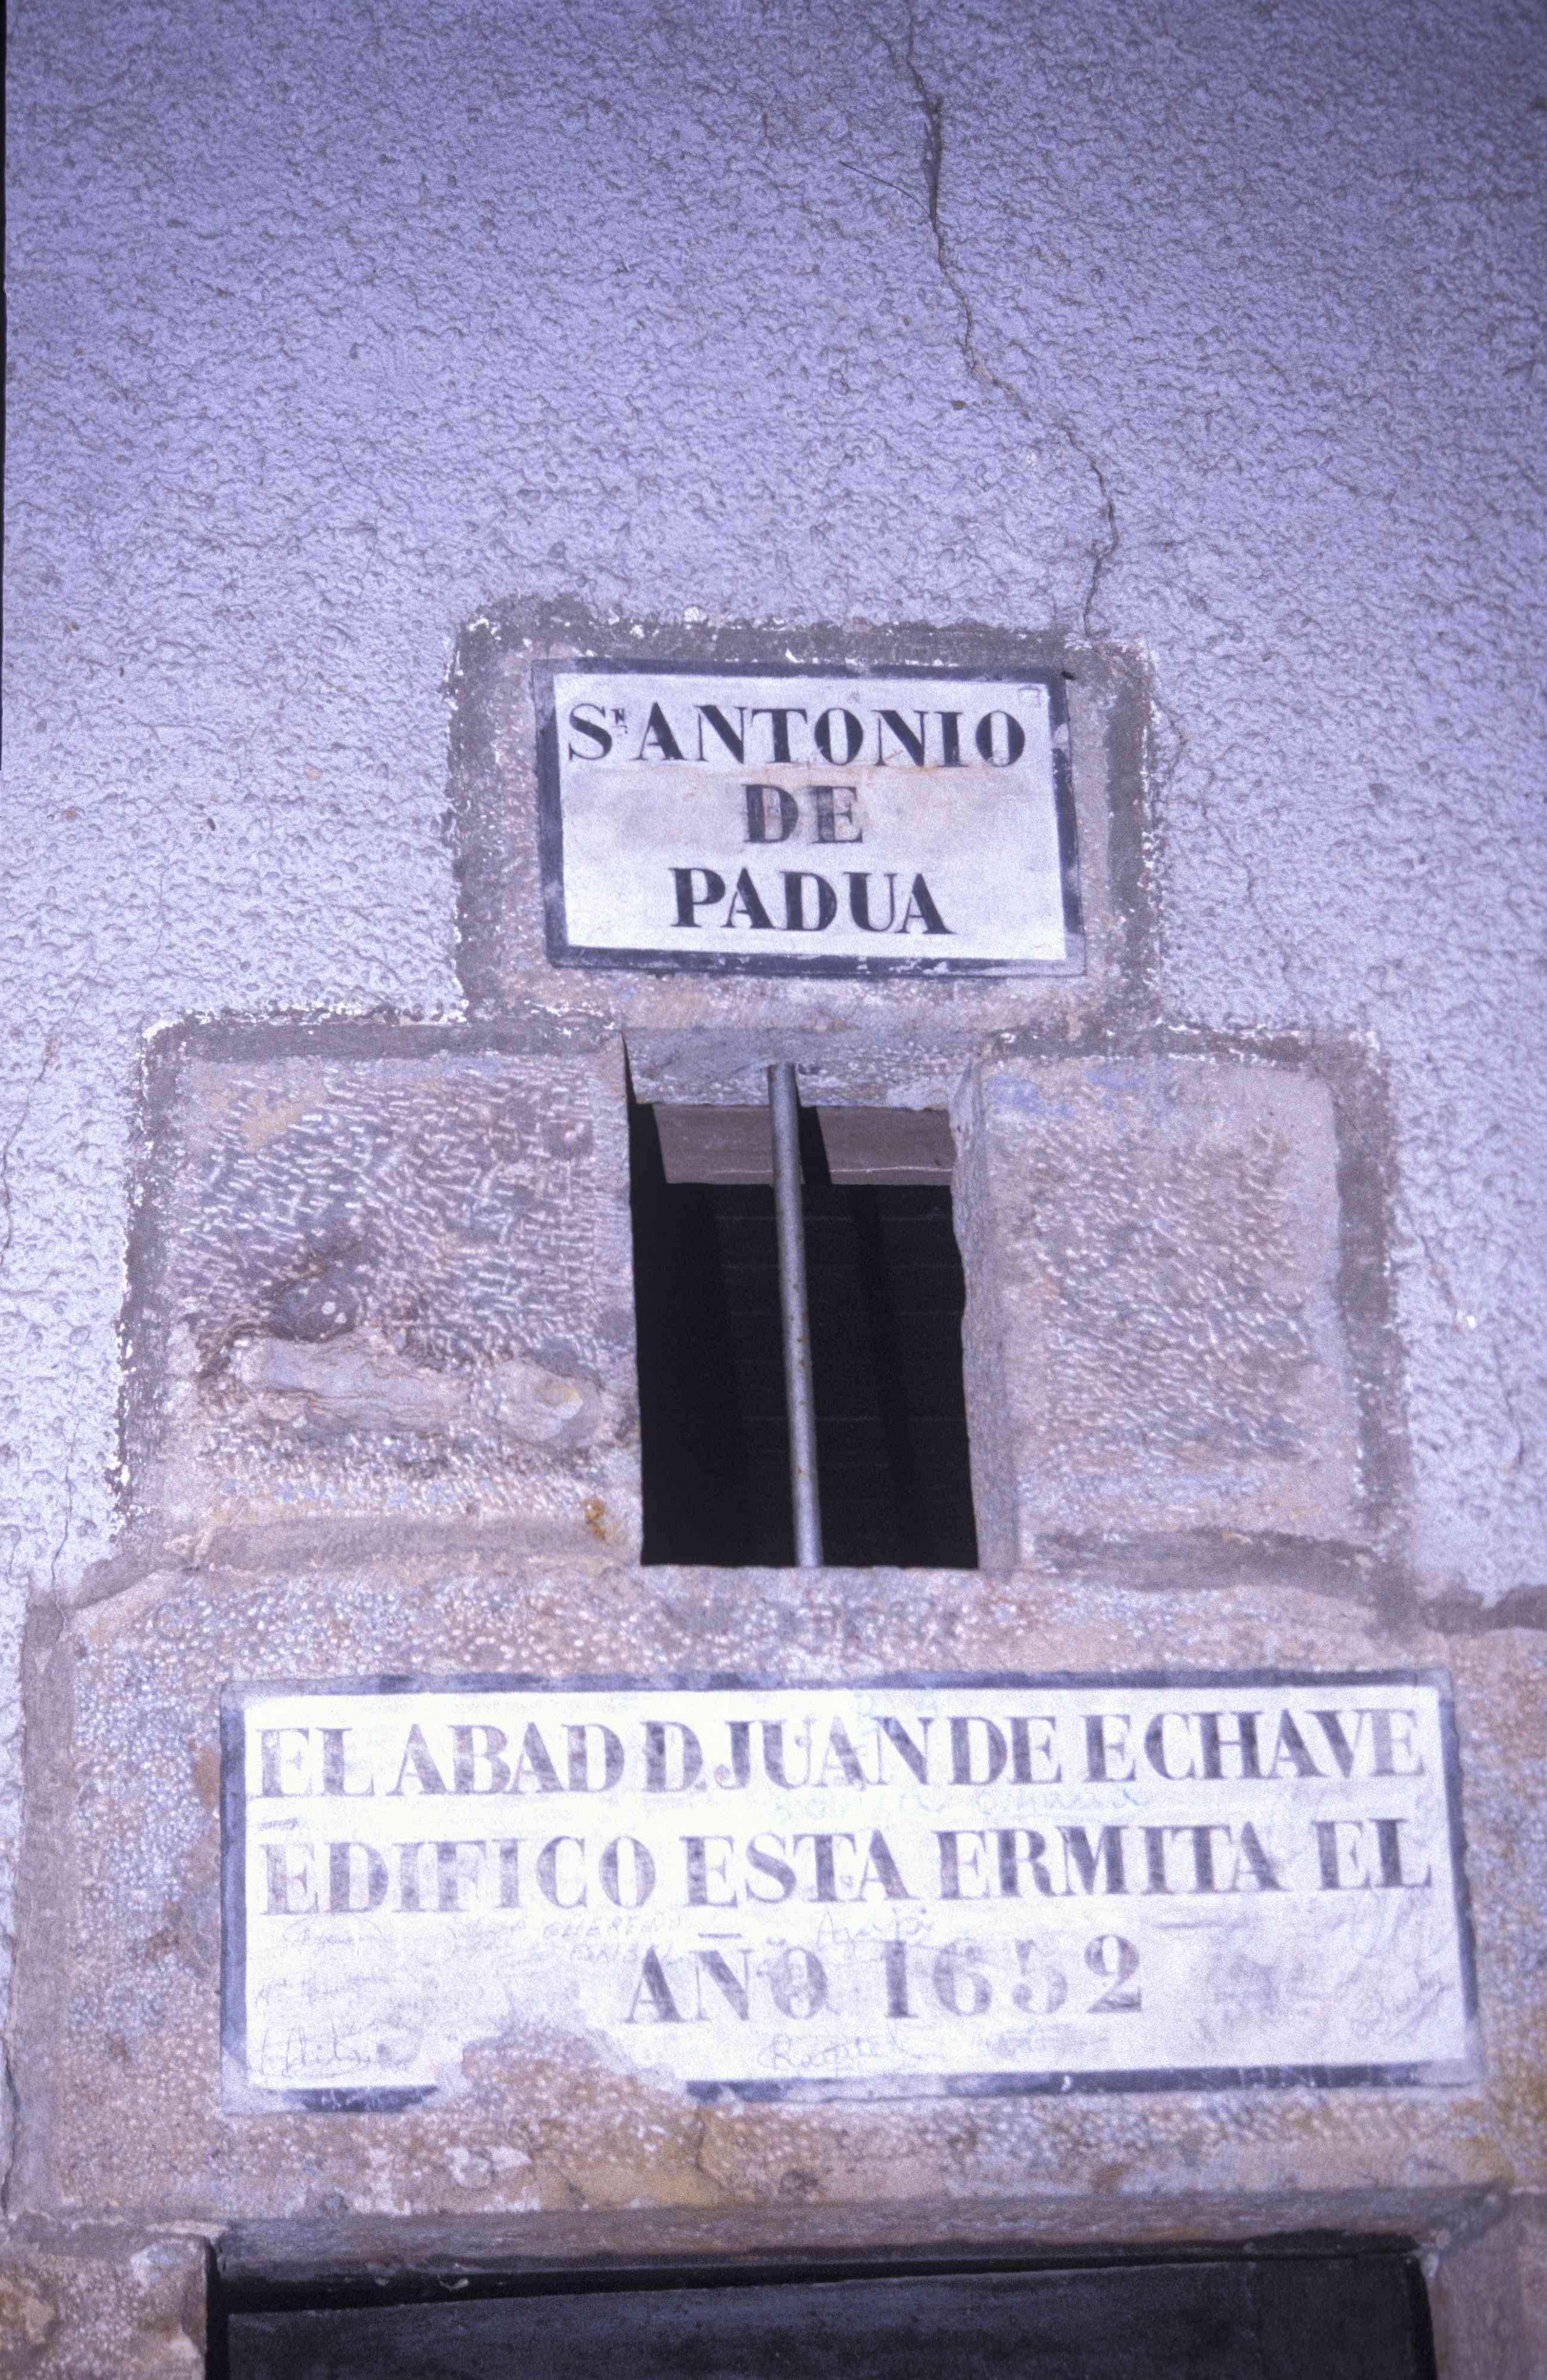 Sⁿ ANTONIO
DE
PADUA
EL ABAD D. JUAN DE ECHAVE
EDIFICO ESTA ERMITA EL
AÑO 1652